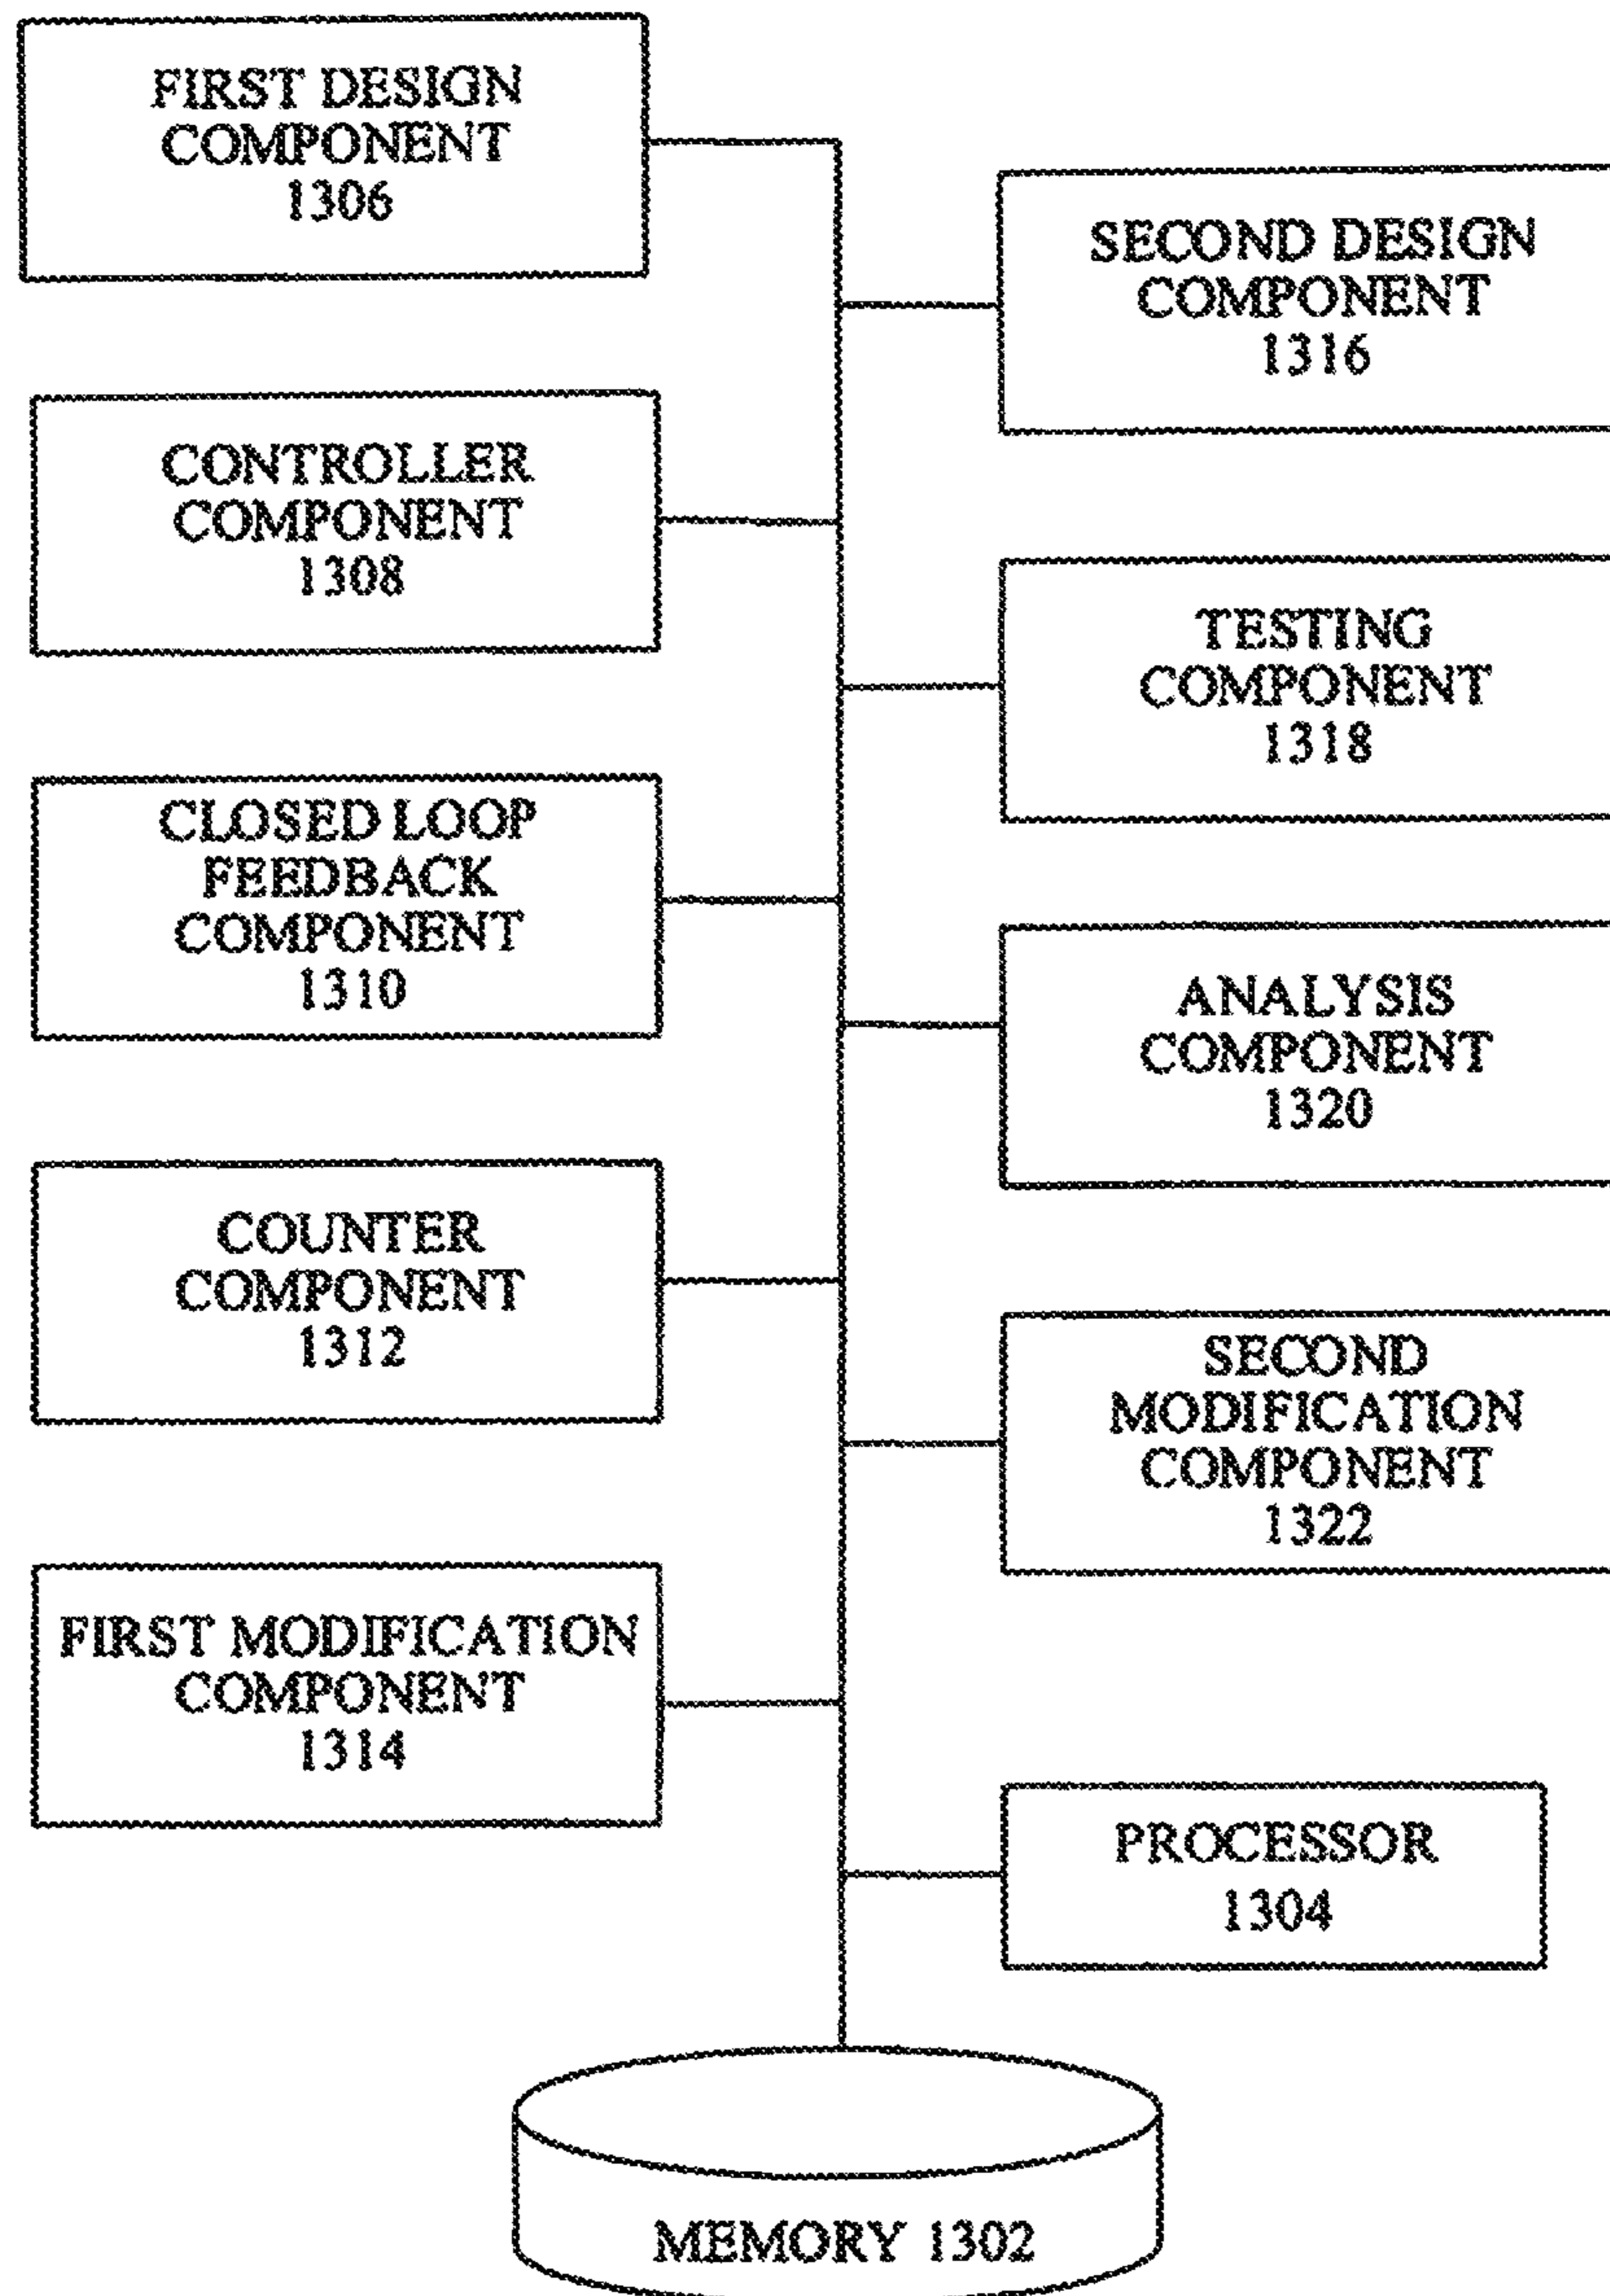 FIRST DESIGN
COMPONENT
1306
CONTROLLER
COMPONENT
1308
CLOSED LOOP
FEEDBACK
COMPONENT
1310
COUNTER
COMPONENT
1312
FIRST MODIFICATION
COMPONENT
1314
SECOND DESIGN
COMPONENT
1316
TESTING
COMPONENT
1318
ANALYSIS
COMPONENT
1320
SECOND
MODIFICATION
COMPONENT
1322
PROCESSOR
1304
MEMORY 1302